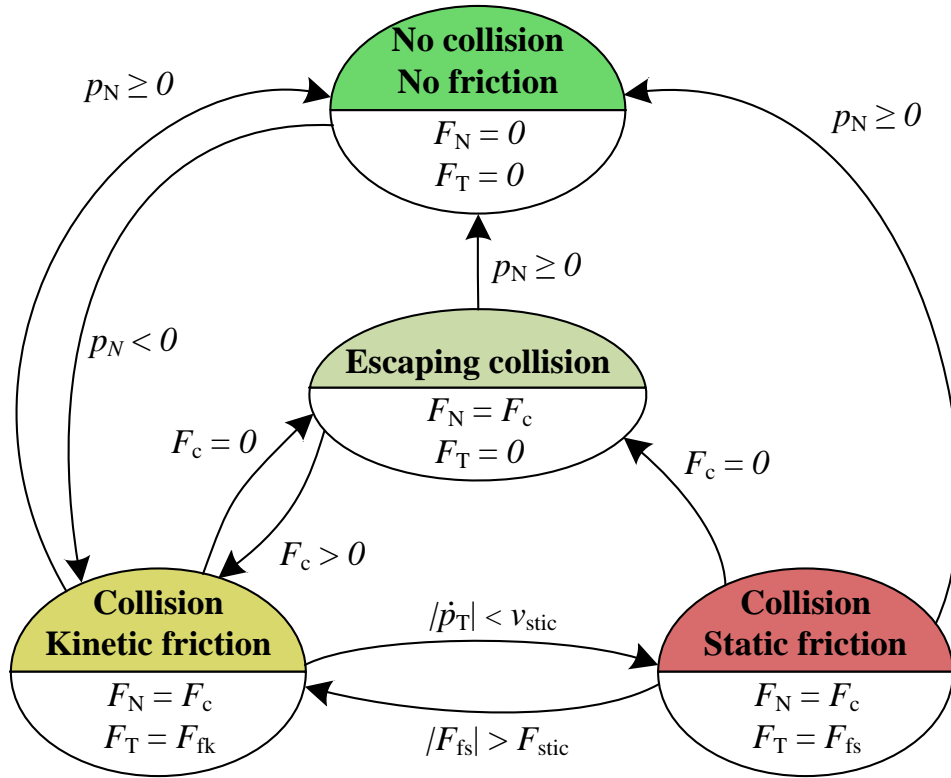 No collision
No friction
F_N = 0
F_T = 0
p_N ≥ 0
p_N ≥ 0
p_N ≥ 0
p_N < 0
Escaping collision
F_N = F_c
F_T = 0
F_c = 0
F_c = 0
F_c > 0
Collision
Kinetic friction
F_N = F_c
F_T = F_fk
|ṗ_T| < v_stic
|F_fs| > F_stic
Collision
Static friction
F_N = F_c
F_T = F_fs